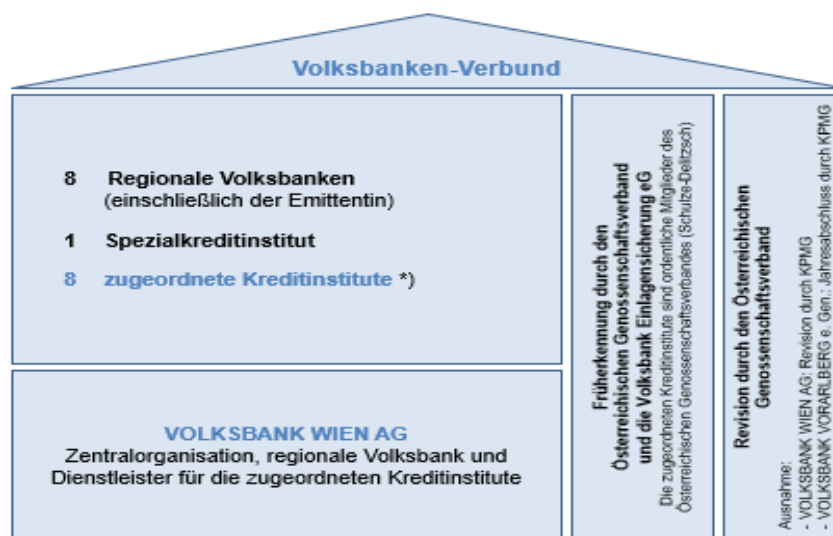 Volksbanken-Verbund
8 Regionale Volksbanken
(einschließlich der Emittentin)
1 Spezialkreditinstitut
8 zugeordnete Kreditinstitute *)
VOLKSBANK WIEN AG
Zentralorganisation, regionale Volksbank und
Dienstleister für die zugeordneten Kreditinstitute
Früherkennung durch den
Österreichischen Genossenschaftsverband
und die Volksbank Einlagensicherung eG
Die zugeordneten Kreditinstitute sind ordentliche Mitglieder des
Österreichischen Genossenschaftsverbandes (Schulze-Delitzsch)
Revision durch den Österreichischen
Genossenschaftsverband
Ausnahme:
- VOLKSBANK WIEN AG: Revision durch KPMG
- VOLKSBANK VORARLBERG e. Gen.: Jahresabschluss durch KPMG